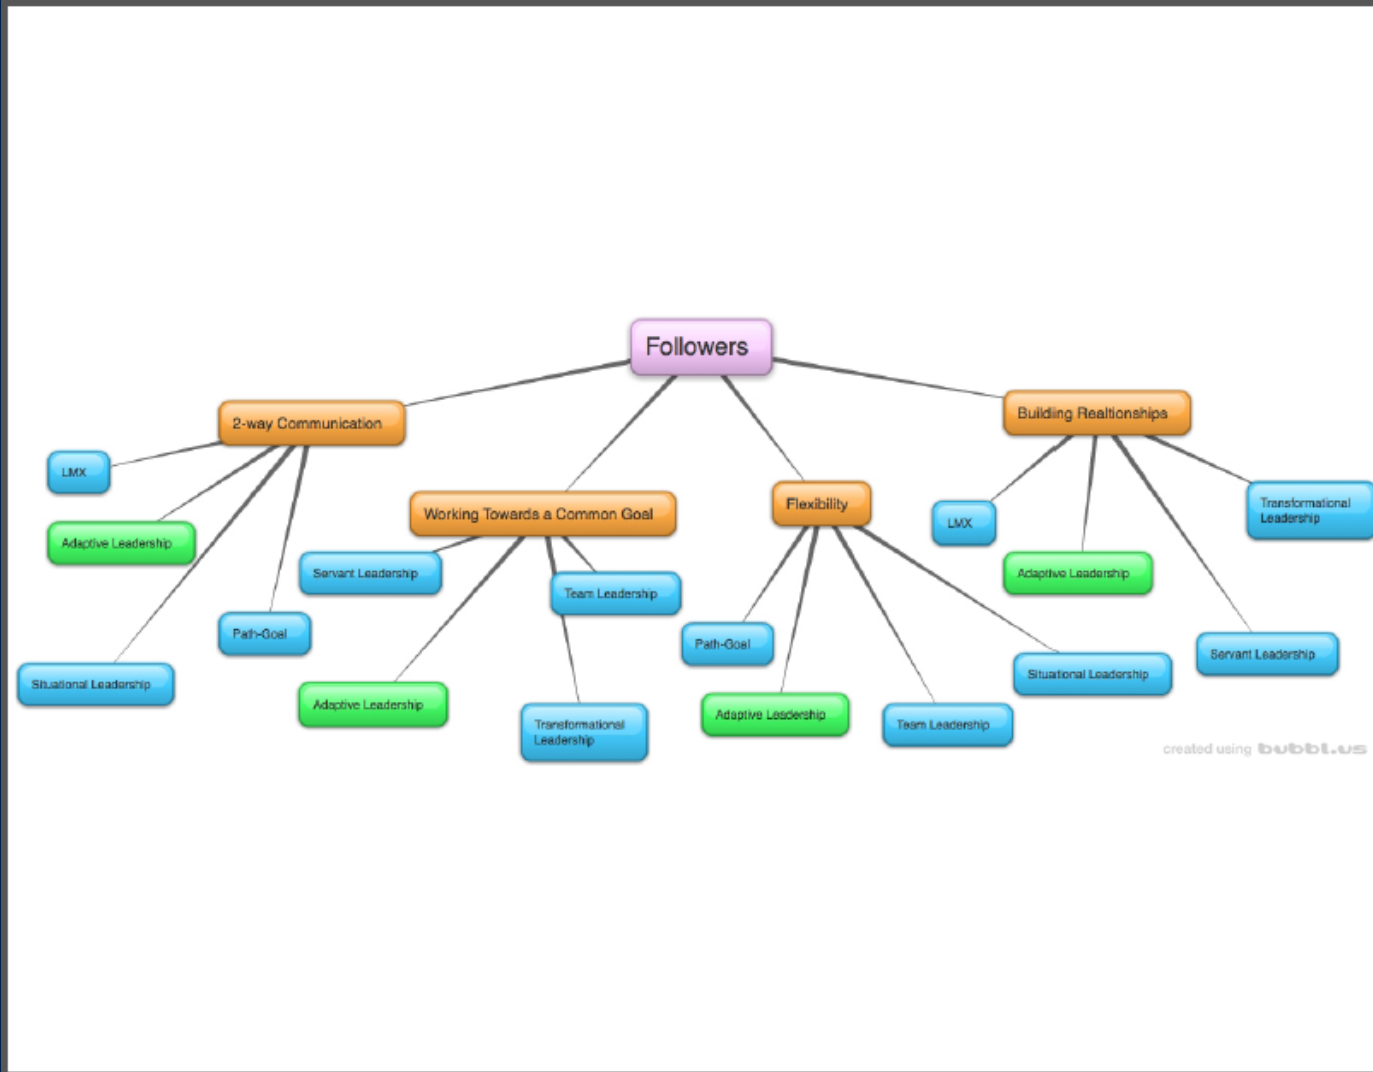 Followers
2-way Communication
LMX
Adaptive Leadership
Situational Leadership
Path-Goal
Working Towards a Common Goal
Servant Leadership
Adaptive Leadership
Team Leadership
Transformational
Leadership
Flexibility
Path-Goal
Adaptive Leadership
Team Leadership
Situational Leadership
Building Realtionships
LMX
Adaptive Leadership
Servant Leadership
Transformational
Leadership
created using bubbl.us